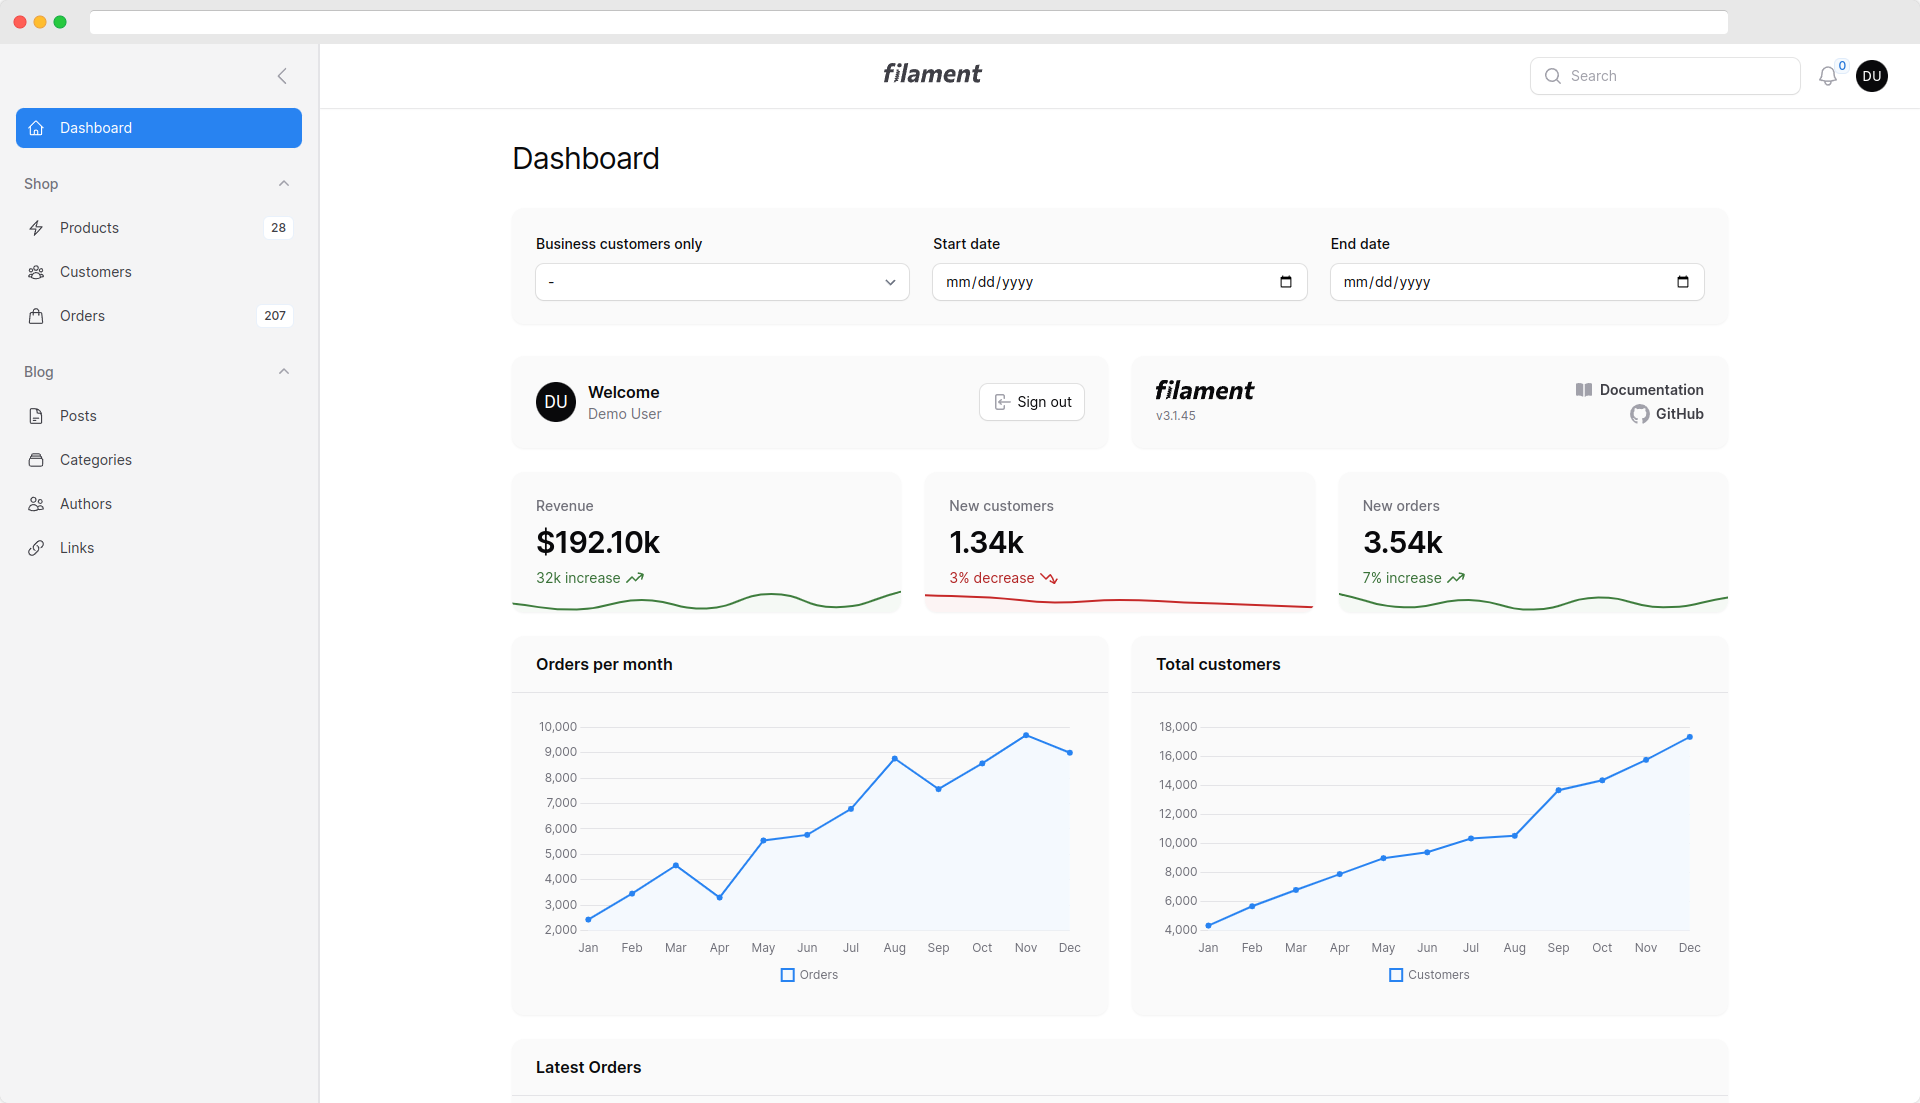 filament
Search
0
DU
Dashboard
Shop
Products 28
Customers
Orders 207
Blog
Posts
Categories
Authors
Links
Dashboard
Business customers only
-
Start date
mm/dd/yyyy
End date
mm/dd/yyyy
DU
Welcome
Demo User
Sign out
filament
v3.1.45
Documentation
GitHub
Revenue
$192.10k
32k increase
New customers
1.34k
3% decrease
New orders
3.54k
7% increase
Orders per month
10,000
9,000
8,000
7,000
6,000
5,000
4,000
3,000
2,000
Jan Feb Mar Apr May Jun Jul Aug Sep Oct Nov Dec
Orders
Total customers
18,000
16,000
14,000
12,000
10,000
8,000
6,000
4,000
Jan Feb Mar Apr May Jun Jul Aug Sep Oct Nov Dec
Customers
Latest Orders